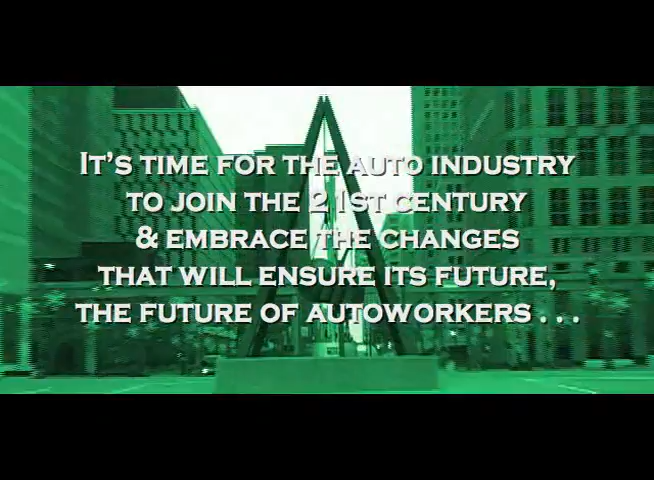 It's time for the auto industry
to join the 21st century
& embrace the changes
that will ensure its future,
the future of autoworkers . . .